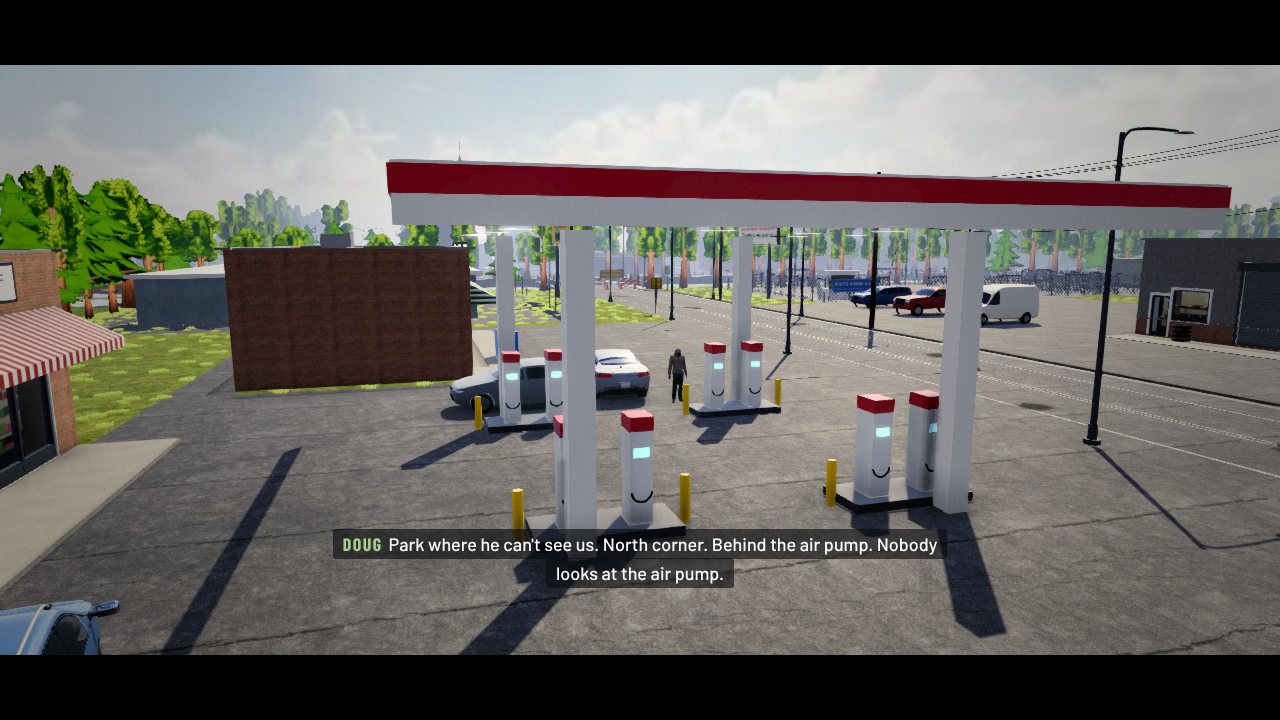 DOUG Park where he can't see us. North corner. Behind the air pump. Nobody
looks at the air pump.